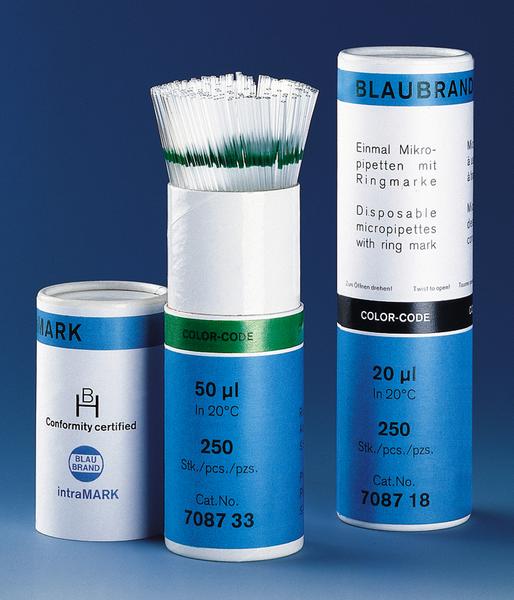 MARK
BH
Conformity certified
BLAU
BRAND
intraMARK
COLOR-CODE
50 µl
In 20°C
250
Stk./pcs./pzs.
Cat.No.
7087 33
BLAUBRAND
Einmal Mikro-
pipetten mit
Ringmarke
Disposable
micropipettes
with ring mark
Zum Öffnen drehen! Twist to open!
COLOR-CODE
20 µl
In 20°C
250
Stk./pcs./pzs.
Cat.No.
7087 18